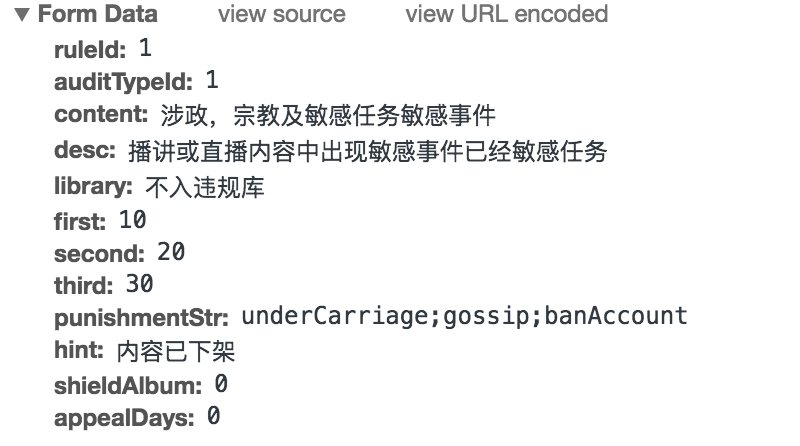 ▼ Form Data view source view URL encoded
ruleId: 1
auditTypeId: 1
content: 涉政，宗教及敏感任务敏感事件
desc: 播讲或直播内容中出现敏感事件已经敏感任务
library: 不入违规库
first: 10
second: 20
third: 30
punishmentStr: underCarriage;gossip;banAccount
hint: 内容已下架
shieldAlbum: 0
appealDays: 0